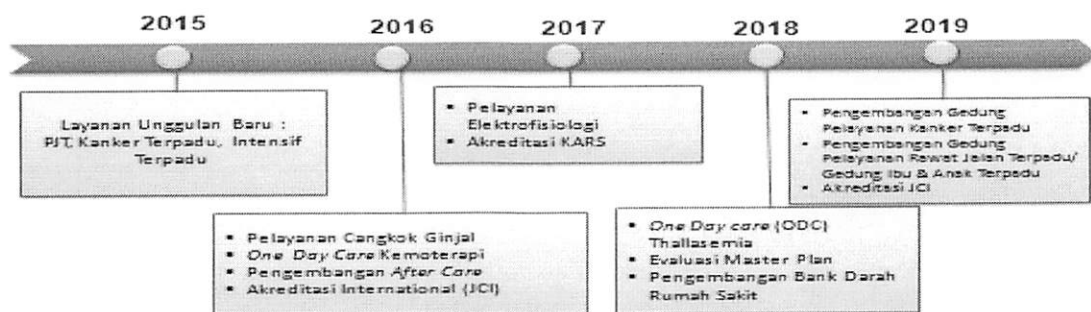 2015
2016
2017
2018
2019
Layanan Unggulan Baru :
PJT, Kanker Terpadu, Intensif
Terpadu
▪ Pelayanan Cangkok Ginjal
▪ One Day Care Kemoterapi
▪ Pengembangan After Care
▪ Akreditasi International (JCI)
▪ Pelayanan
Elektrofisiologi
▪ Akreditasi KARS
▪ One Day care (ODC)
Thallasemia
▪ Evaluasi Master Plan
▪ Pengembangan Bank Darah
Rumah Sakit
▪ Pengembangan Gedung
Pelayanan Kanker Terpadu
▪ Pengembangan Gedung
Pelayanan Rawat Jalan Terpadu/
Gedung Ibu & Anak Terpadu
▪ Akreditasi JCI